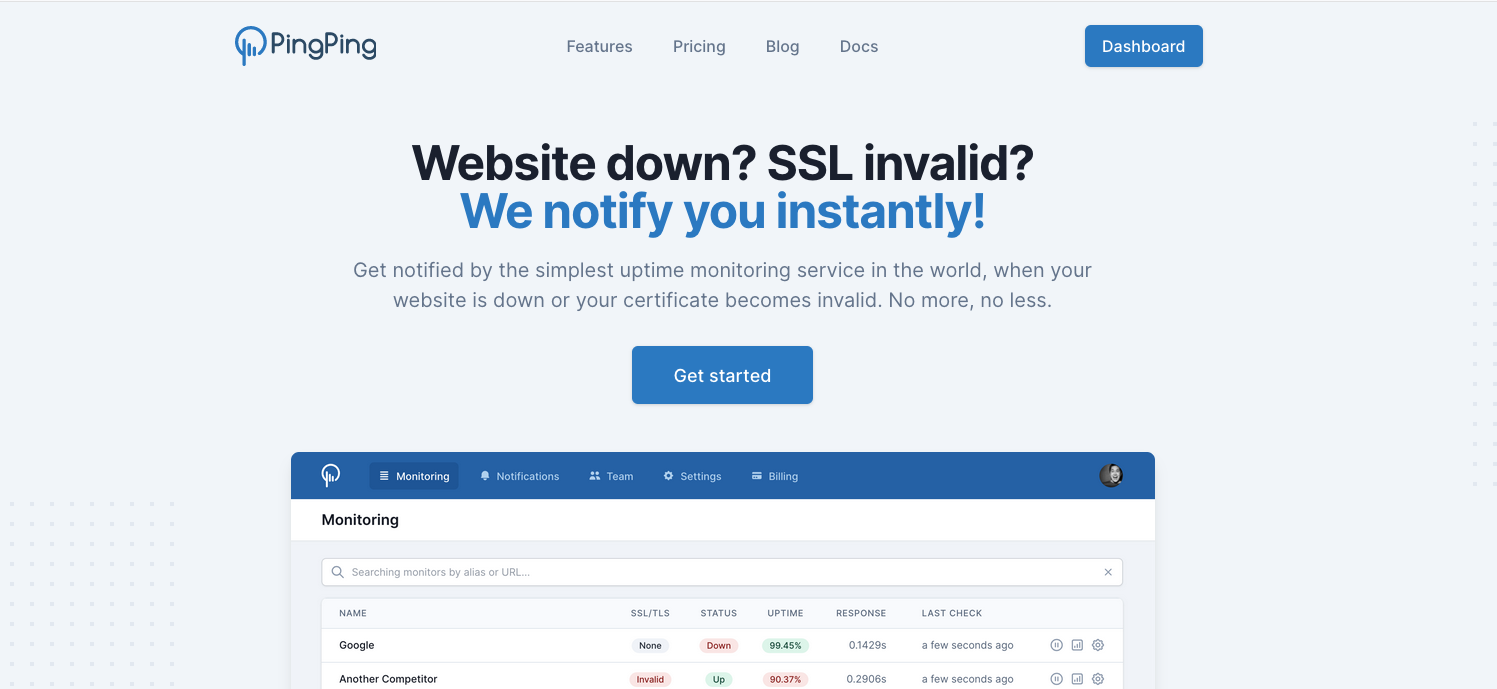 PingPing
Features Pricing Blog Docs
Dashboard
Website down? SSL invalid?
We notify you instantly!
Get notified by the simplest uptime monitoring service in the world, when your
website is down or your certificate becomes invalid. No more, no less.
Get started
Monitoring Notifications Team Settings Billing
Monitoring
Searching monitors by alias or URL...
NAME SSL/TLS STATUS UPTIME RESPONSE LAST CHECK
Google None Down 99.45% 0.1429s a few seconds ago
Another Competitor Invalid Up 90.37% 0.2906s a few seconds ago